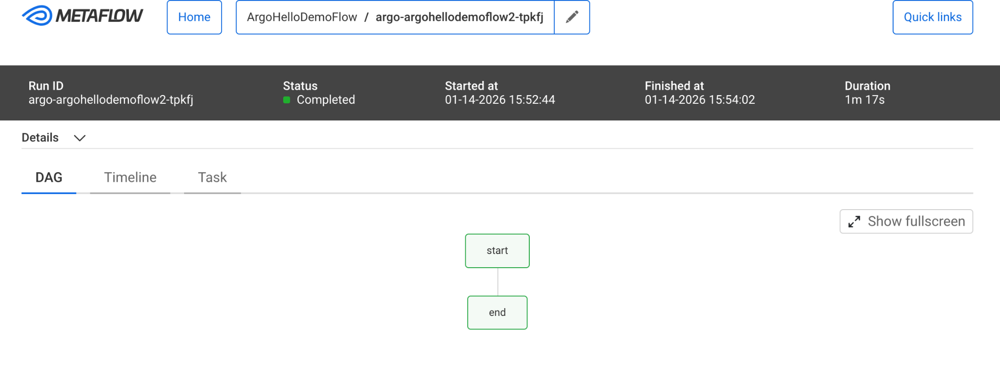 METAFLOW
Home
ArgoHelloDemoFlow / argo-argohellodemoflow2-tpkfj
Quick links
Run ID
argo-argohellodemoflow2-tpkfj
Status
Completed
Started at
01-14-2026 15:52:44
Finished at
01-14-2026 15:54:02
Duration
1m 17s
Details
DAG
Timeline
Task
Show fullscreen
start
end